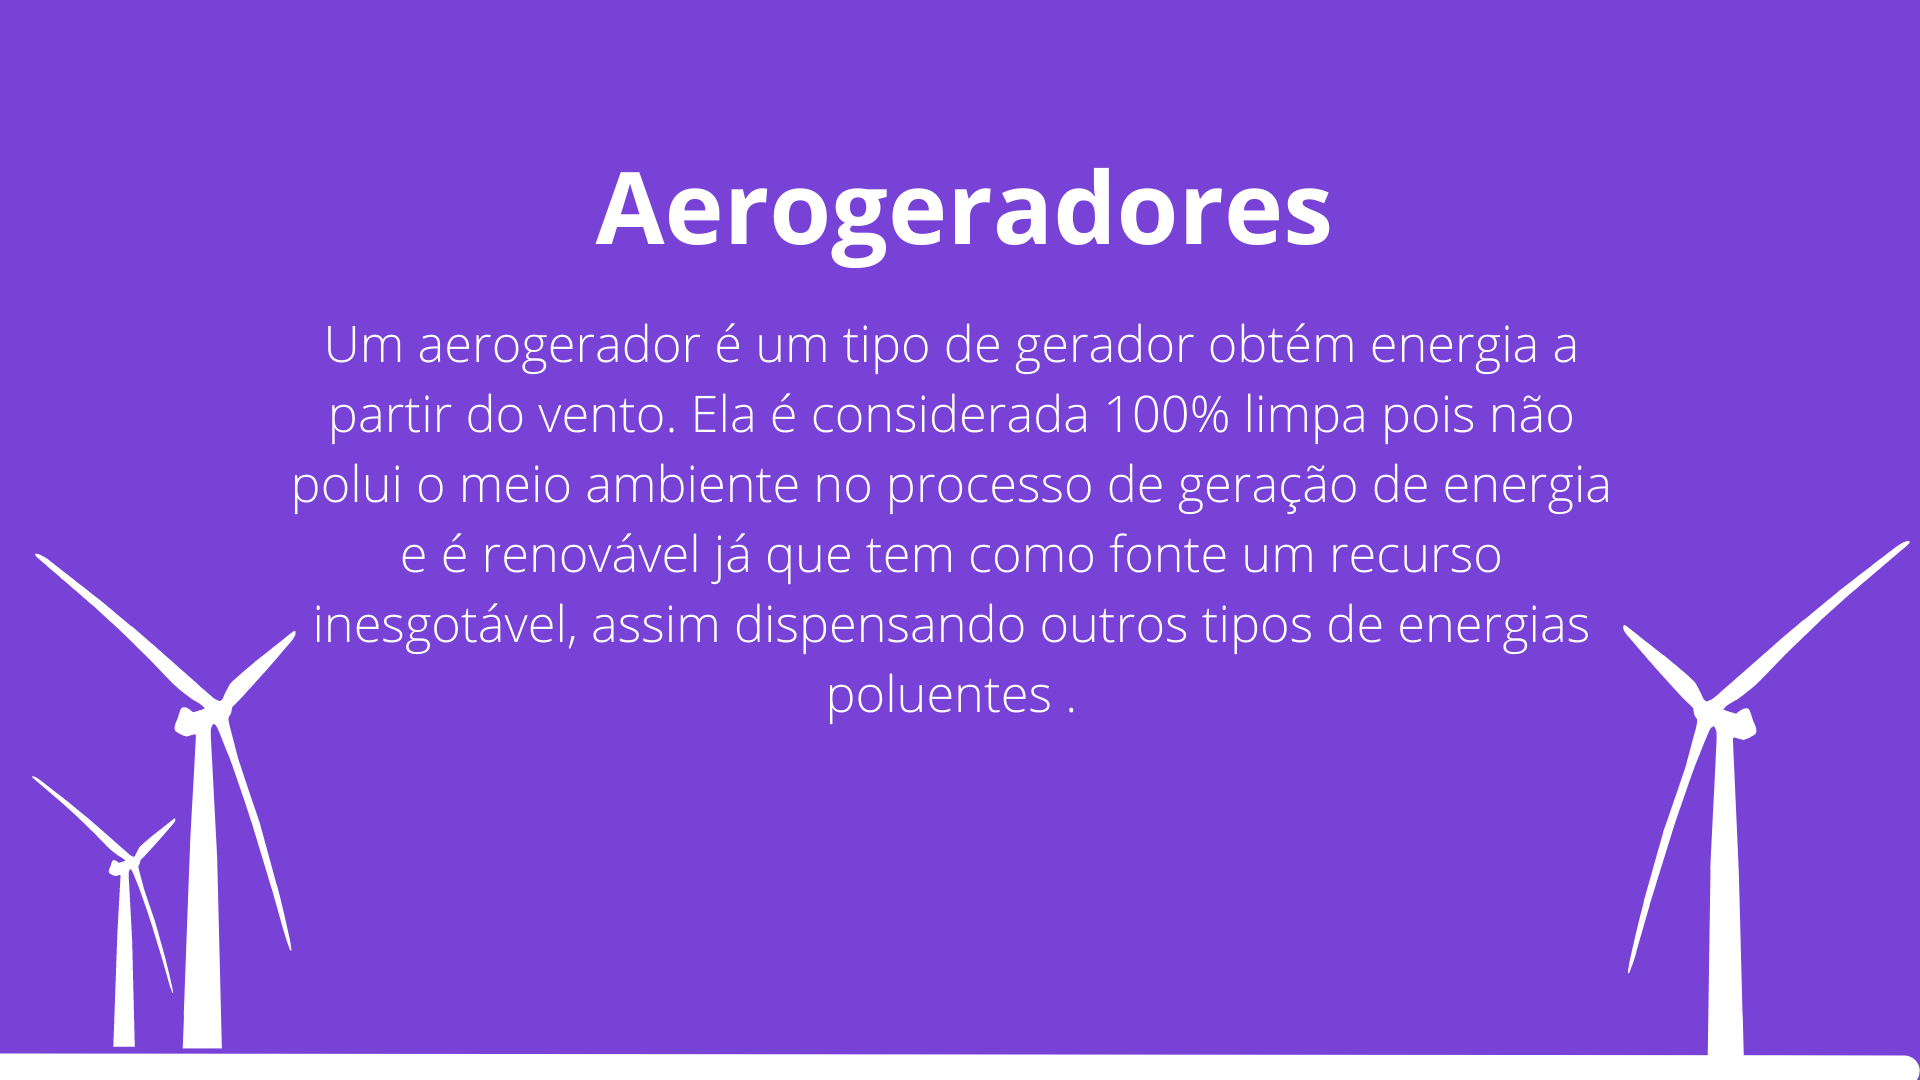 Aerogeradores
Um aerogerador é um tipo de gerador obtém energia a
partir do vento. Ela é considerada 100% limpa pois não
polui o meio ambiente no processo de geração de energia
e é renovável já que tem como fonte um recurso
inesgotável, assim dispensando outros tipos de energias
poluentes .